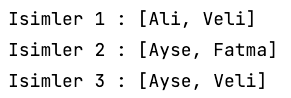 Isimler 1 : [Ali, Veli]
Isimler 2 : [Ayse, Fatma]
Isimler 3 : [Ayse, Veli]